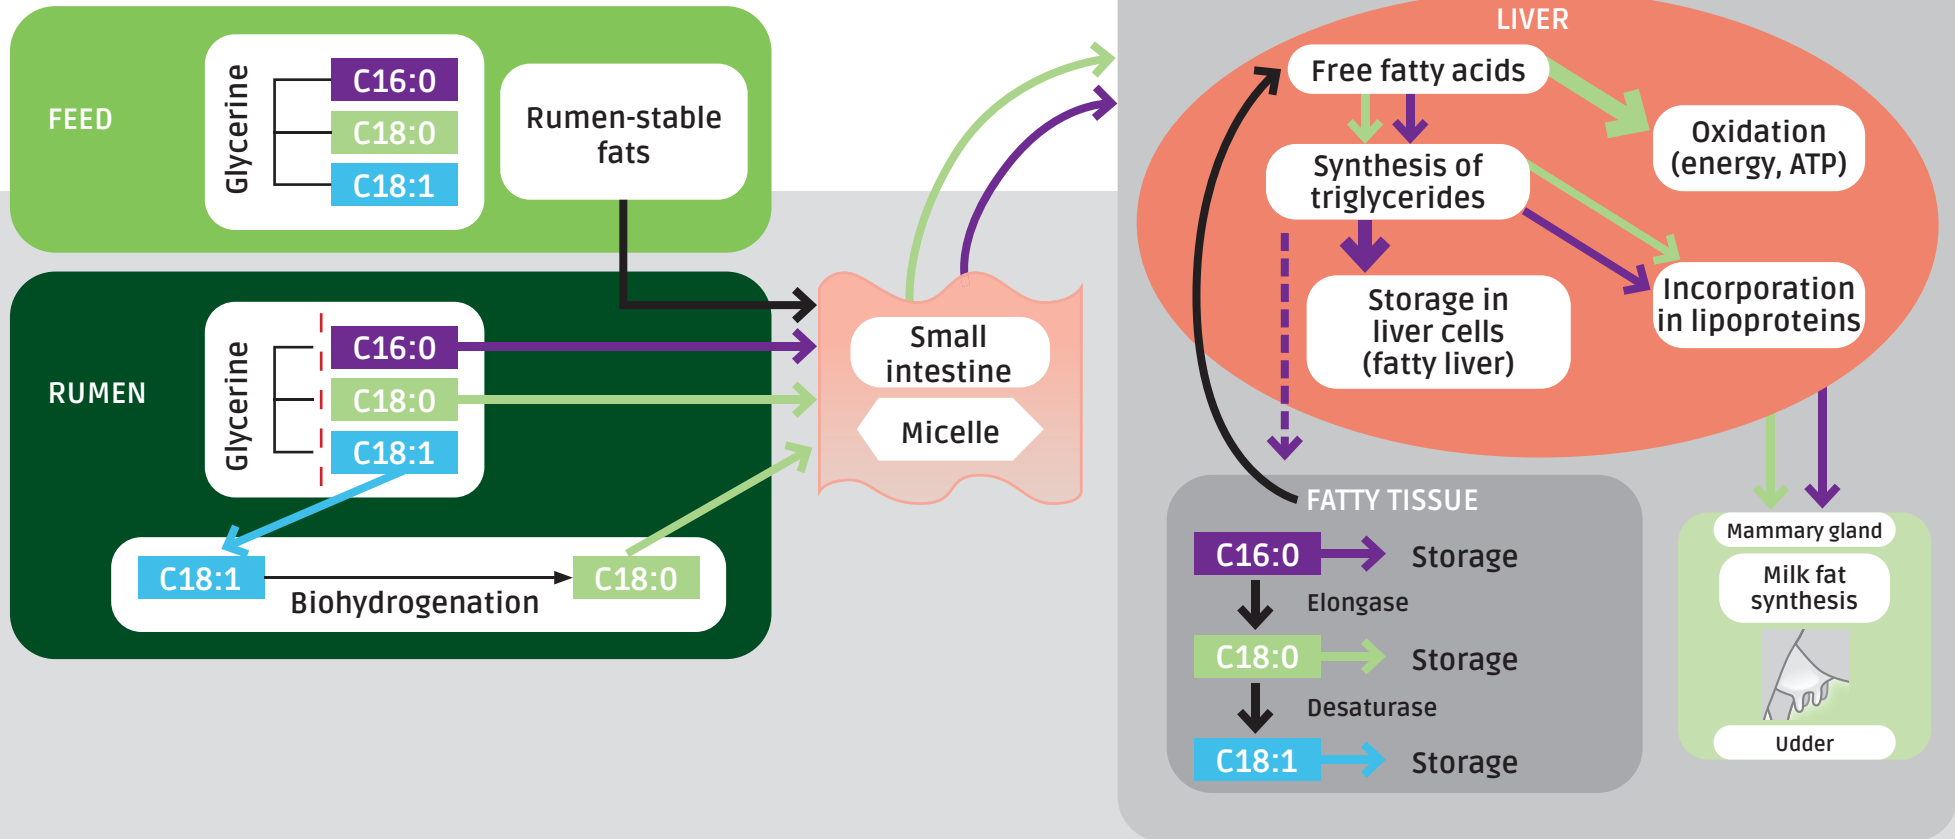 FEED
Glycerine
C16:0
C18:0
C18:1
Rumen-stable
fats
RUMEN
Glycerine
C16:0
C18:0
C18:1
C18:1
Biohydrogenation
C18:0
Small
intestine
Micelle
LIVER
Free fatty acids
Oxidation
(energy, ATP)
Synthesis of
triglycerides
Storage in
liver cells
(fatty liver)
Incorporation
in lipoproteins
FATTY TISSUE
C16:0
Storage
Elongase
C18:0
Storage
Desaturase
C18:1
Storage
Mammary gland
Milk fat
synthesis
Udder